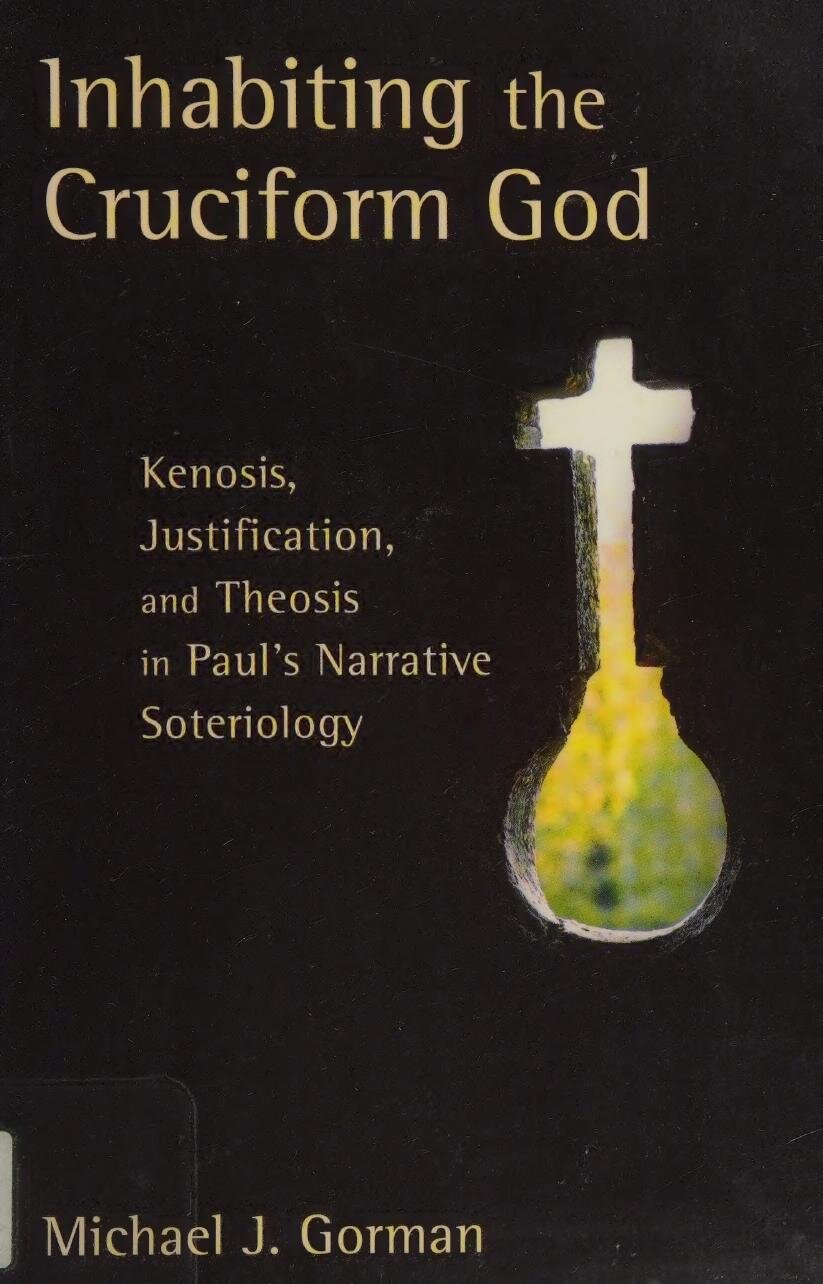 Inhabiting the
Cruciform God
Kenosis,
Justification,
and Theosis
in Paul's Narrative
Soteriology
Michael J. Gorman